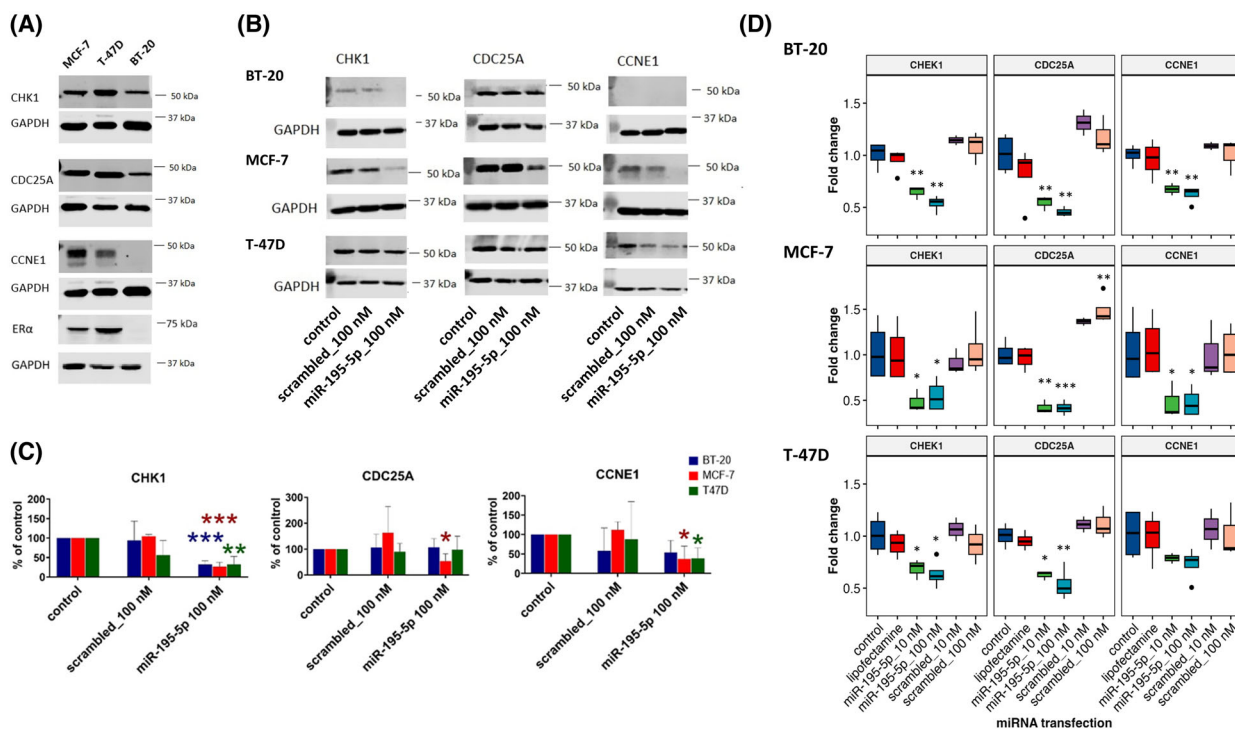 (A)
MCF-7 T-47D BT-20
CHK1
50 kDa
37 kDa
GAPDH
CDC25A
50 kDa
37 kDa
GAPDH
CCNE1
50 kDa
37 kDa
GAPDH
ERα
75 kDa
GAPDH
37 kDa
(B)
CHK1 CDC25A CCNE1
BT-20
50 kDa 50 kDa 50 kDa
GAPDH
37 kDa 37 kDa 37 kDa
MCF-7
50 kDa 50 kDa 50 kDa
GAPDH
37 kDa 37 kDa 37 kDa
T-47D
50 kDa 50 kDa 50 kDa
GAPDH
37 kDa 37 kDa 37 kDa
control scrambled_100 nM miR-195-5p_100 nM
control scrambled_100 nM miR-195-5p_100 nM
control scrambled_100 nM miR-195-5p_100 nM
(C)
CHK1
% of control
200
150
100
50
0
***
***
**
control scrambled_100 nM miR-195-5p 100 nM
CDC25A
% of control
300
200
100
0
*
control scrambled_100 nM miR-195-5p 100 nM
CCNE1
BT-20
MCF-7
T47D
% of control
200
150
100
50
0
* *
control scrambled_100 nM miR-195-5p 100 nM
(D)
BT-20
CHEK1 CDC25A CCNE1
Fold change
1.5
1.0
0.5
** ** ** ** ** **
MCF-7
CHEK1 CDC25A CCNE1
Fold change
1.5
1.0
0.5
* * ** *** ** * *
T-47D
CHEK1 CDC25A CCNE1
Fold change
1.5
1.0
0.5
* * * **
control lipofectamine miR-195-5p_10 nM miR-195-5p_100 nM scrambled_10 nM scrambled_100 nM
control lipofectamine miR-195-5p_10 nM miR-195-5p_100 nM scrambled_10 nM scrambled_100 nM
control lipofectamine miR-195-5p_10 nM miR-195-5p_100 nM scrambled_10 nM scrambled_100 nM
miRNA transfection